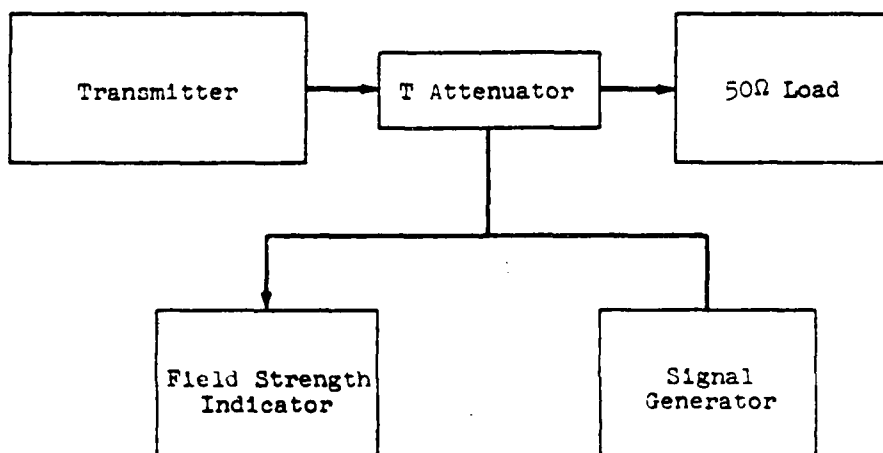 Transmitter
T Attenuator
50Ω Load
Field Strength
Indicator
Signal
Generator